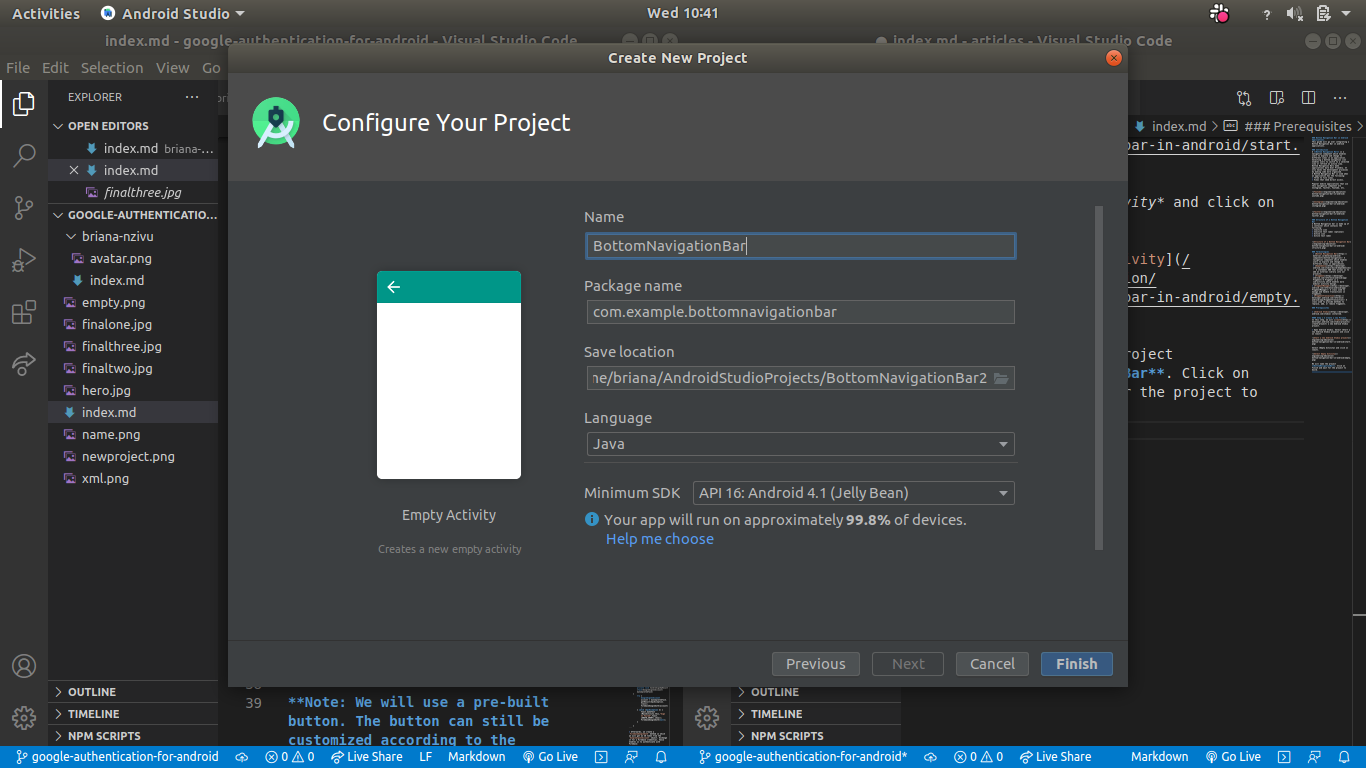 Activities
Android Studio
Wed 10:41
?
index.md - google-authentication-for-android - Visual Studio Code
index.md - articles - Visual Studio Code
File Edit Selection View Go
EXPLORER
OPEN EDITORS
index.md briana-...
index.md
finalthree.jpg
GOOGLE-AUTHENTICATIO...
briana-nzivu
avatar.png
index.md
empty.png
finalone.jpg
finalthree.jpg
finaltwo.jpg
hero.jpg
index.md
name.png
newproject.png
xml.png
OUTLINE
TIMELINE
NPM SCRIPTS
Create New Project
Configure Your Project
Empty Activity
Creates a new empty activity
Name
BottomNavigationBar
Package name
com.example.bottomnavigationbar
Save location
ne/briana/AndroidStudioProjects/BottomNavigationBar2
Language
Java
Minimum SDK API 16: Android 4.1 (Jelly Bean)
Your app will run on approximately 99.8% of devices.
Help me choose
Previous Next Cancel Finish
index.md > ### Prerequisites >
bar-in-android/start.
vity* and click on
vity](/
on/
bar-in-android/empty.
roject
Bar**. Click on
r the project to
39 **Note: We will use a pre-built
button. The button can still be
customized according to the
OUTLINE
TIMELINE
NPM SCRIPTS
google-authentication-for-android 0 0 Live Share LF Markdown Go Live
google-authentication-for-android* 0 0 Live Share Markdown Go Live